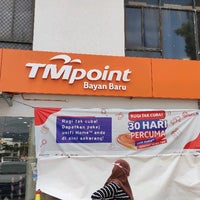 TMpoint
Bayan Baru
Rugi tak cuba!
Dapatkan pakej
unifi Home™ anda
di sini sekarang!
RUGI TAK CUBA!
30 HARI
PERCUMA